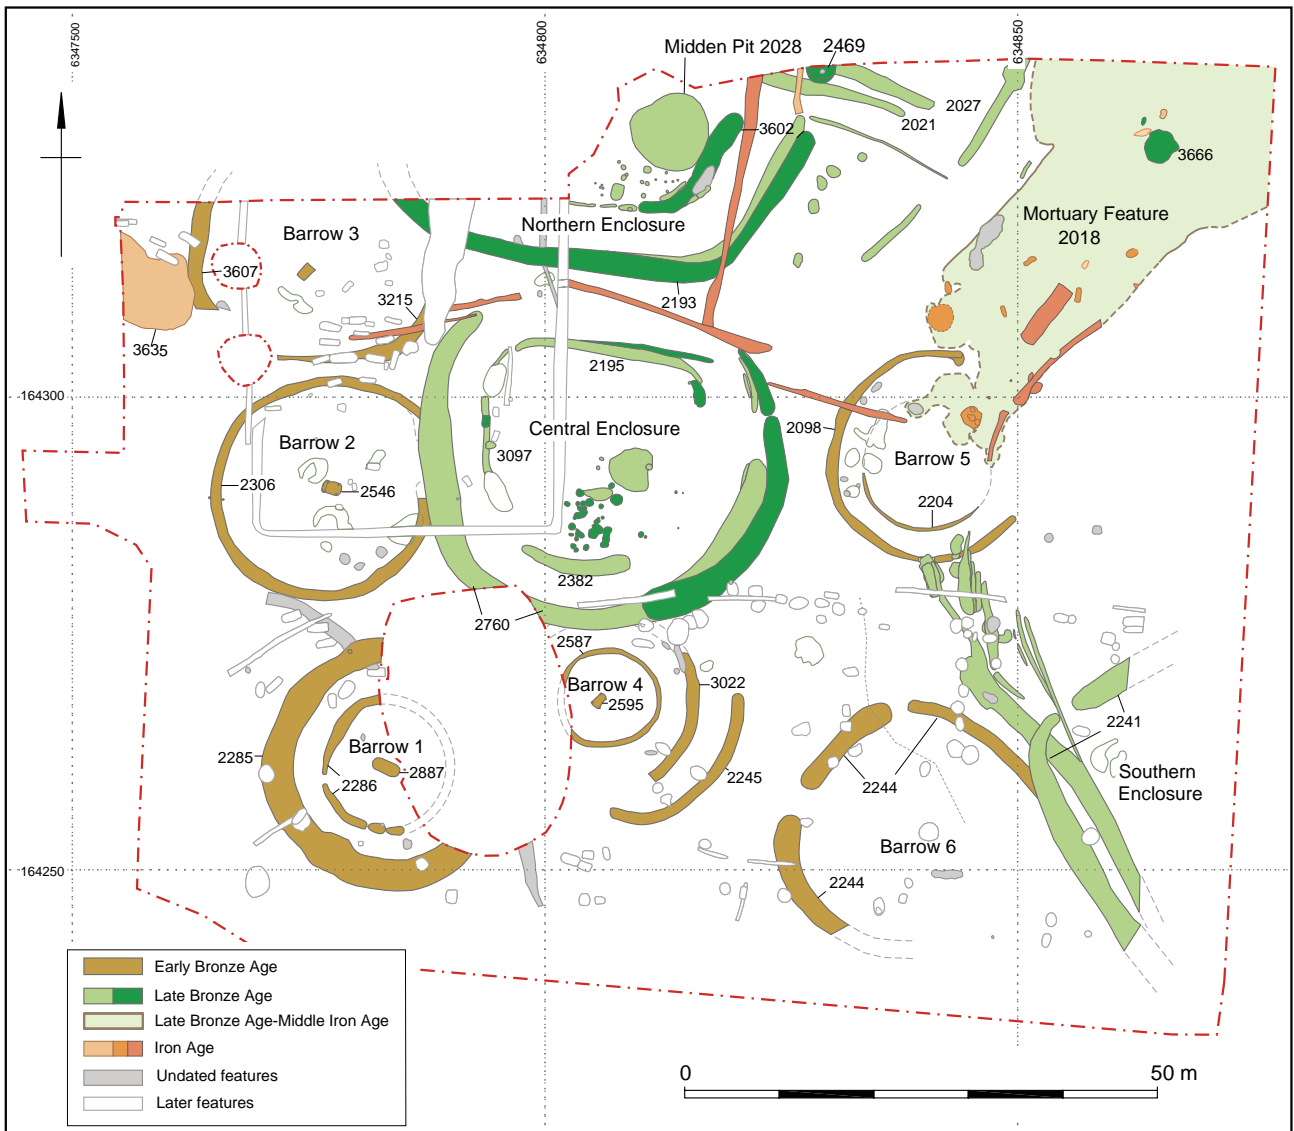 6347500
634800
634850
Midden Pit 2028
2469
2027
2021
3602
3666
Northern Enclosure
Mortuary Feature
2018
Barrow 3
3607
2193
3215
3635
2195
164300
2098
Central Enclosure
Barrow 2
Barrow 5
3097
2306
2546
2204
2382
2760
2587
Barrow 4
2595
3022
2241
Barrow 1
2285
2887
2286
2245
2244
Southern
Enclosure
Barrow 6
164250
2244
Early Bronze Age
Late Bronze Age
Late Bronze Age-Middle Iron Age
Iron Age
Undated features
Later features
0
50 m